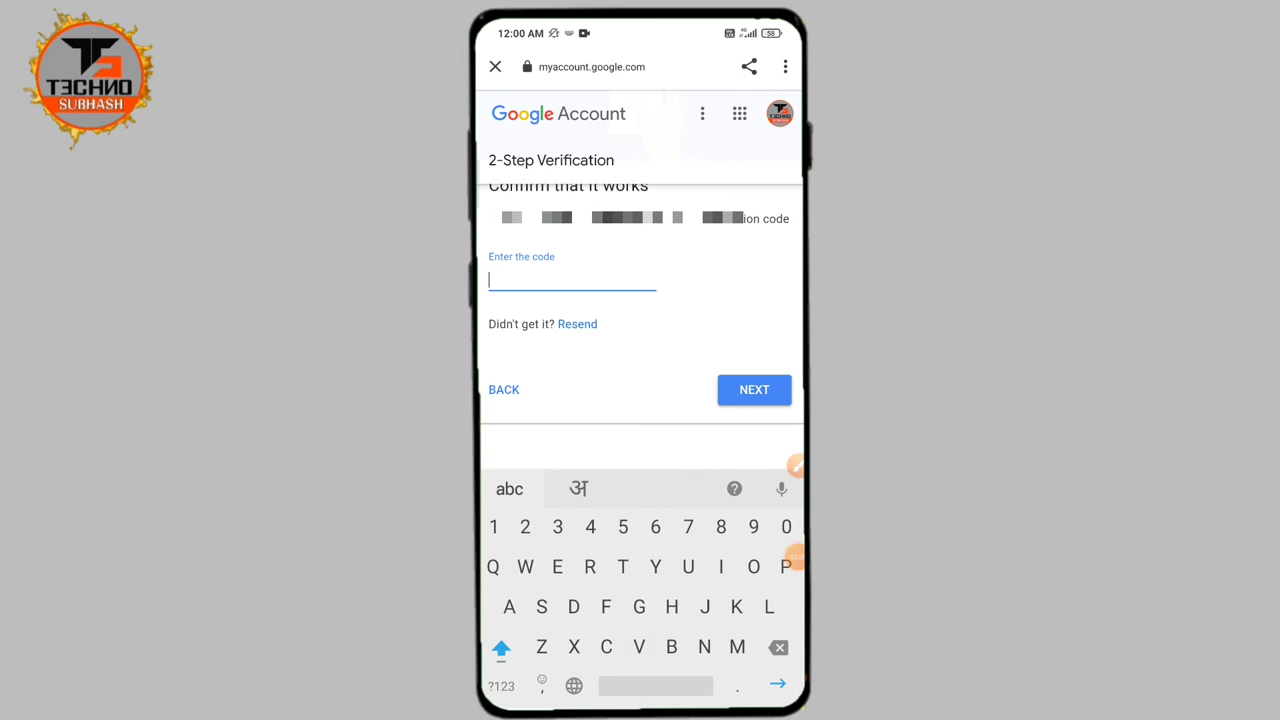 TECHNO
SUBHASH
12:00 AM
4G
58
myaccount.google.com
Google Account
2-Step Verification
Confirm that it works
ion code
Enter the code
Didn't get it? Resend
BACK
NEXT
abc अ
1 2 3 4 5 6 7 8 9 0
Q W E R T Y U I O P
A S D F G H J K L
Z X C V B N M
?123 , .